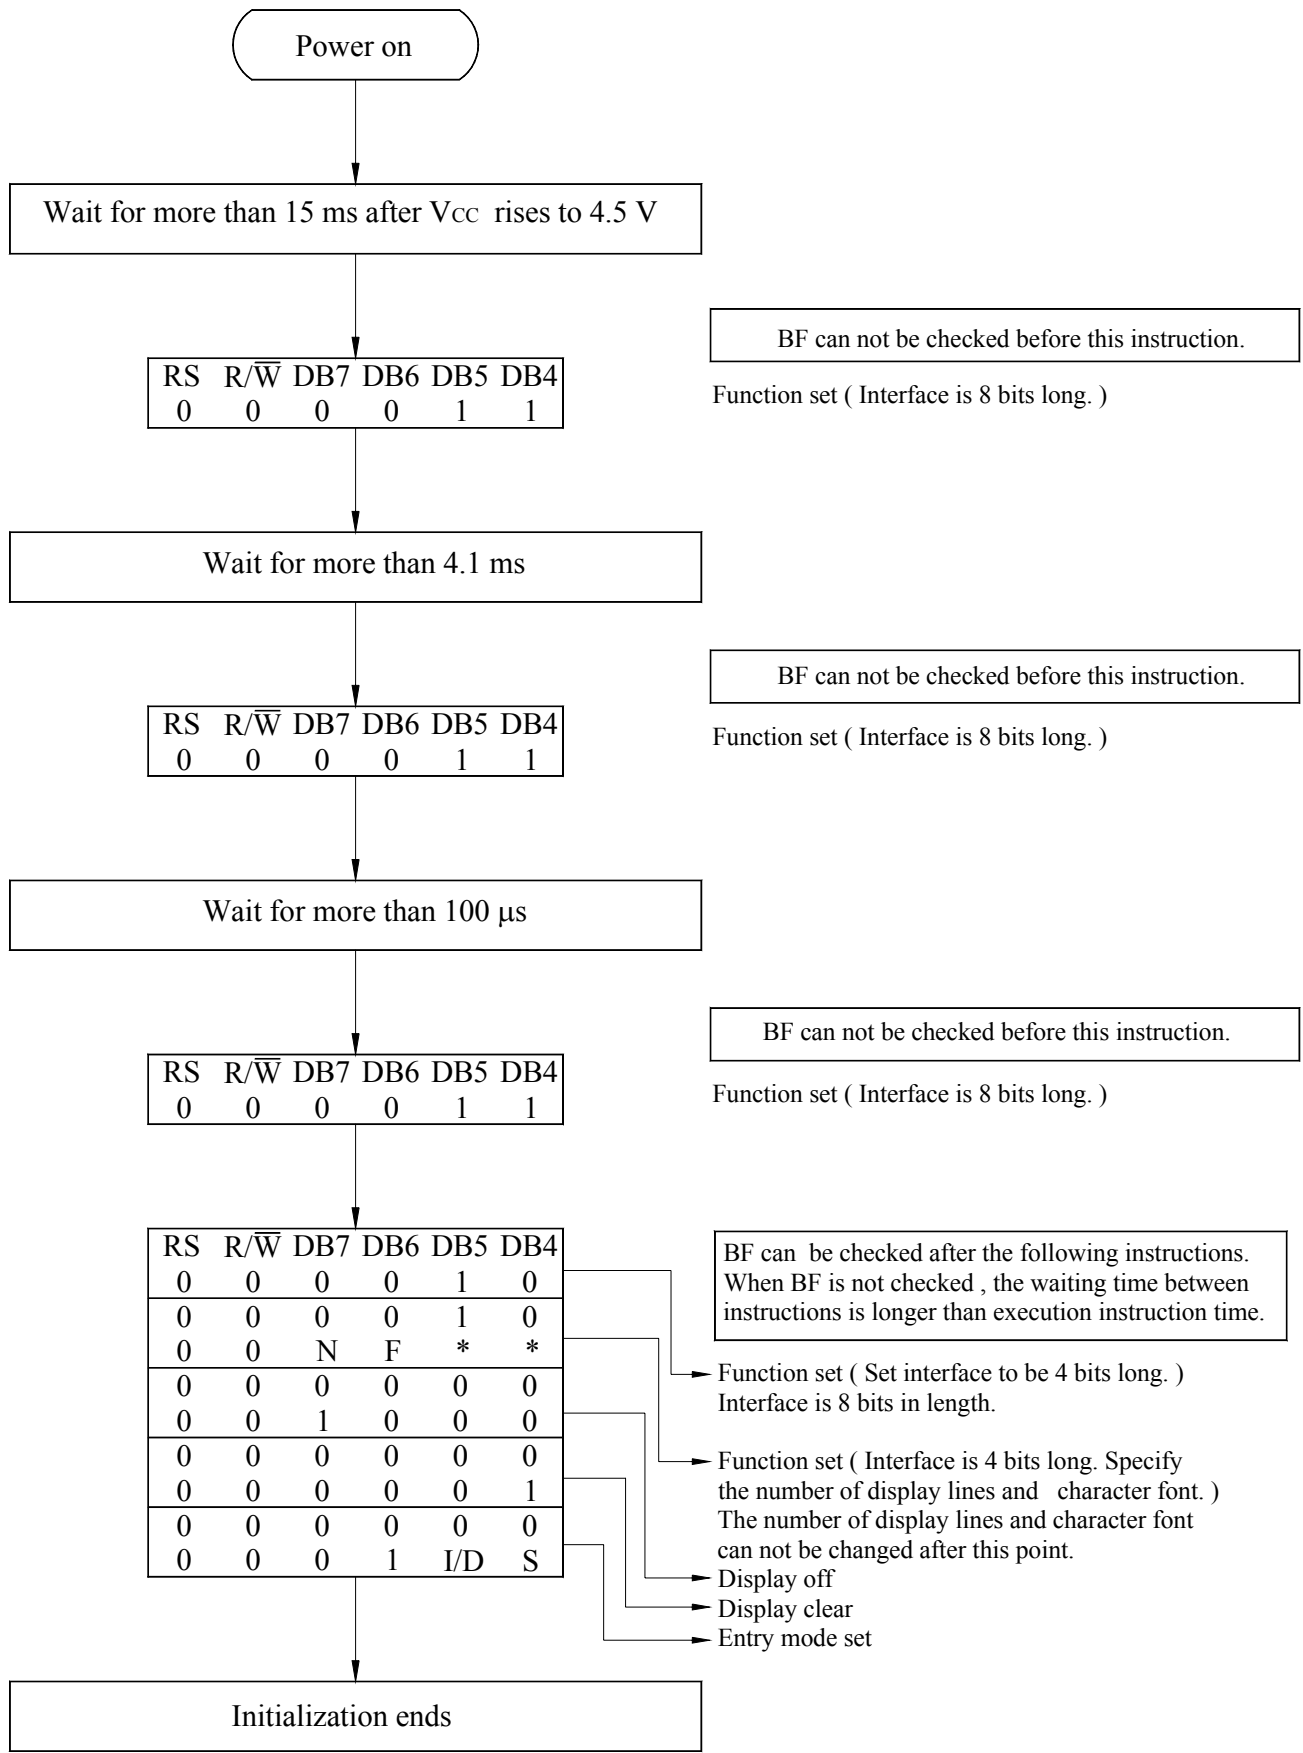 Power on
Wait for more than 15 ms after VCC rises to 4.5 V
BF can not be checked before this instruction.
RS R/W̅ DB7 DB6 DB5 DB4
0 0 0 0 1 1
Function set ( Interface is 8 bits long. )
Wait for more than 4.1 ms
BF can not be checked before this instruction.
RS R/W̅ DB7 DB6 DB5 DB4
0 0 0 0 1 1
Function set ( Interface is 8 bits long. )
Wait for more than 100 μs
BF can not be checked before this instruction.
RS R/W̅ DB7 DB6 DB5 DB4
0 0 0 0 1 1
Function set ( Interface is 8 bits long. )
RS R/W̅ DB7 DB6 DB5 DB4
0 0 0 0 1 0
0 0 0 0 1 0
0 0 N F * *
0 0 0 0 0 0
0 0 1 0 0 0
0 0 0 0 0 0
0 0 0 0 0 1
0 0 0 0 0 0
0 0 0 1 I/D S
BF can be checked after the following instructions.
When BF is not checked , the waiting time between
instructions is longer than execution instruction time.
Function set ( Set interface to be 4 bits long. )
Interface is 8 bits in length.
Function set ( Interface is 4 bits long. Specify
the number of display lines and character font. )
The number of display lines and character font
can not be changed after this point.
Display off
Display clear
Entry mode set
Initialization ends